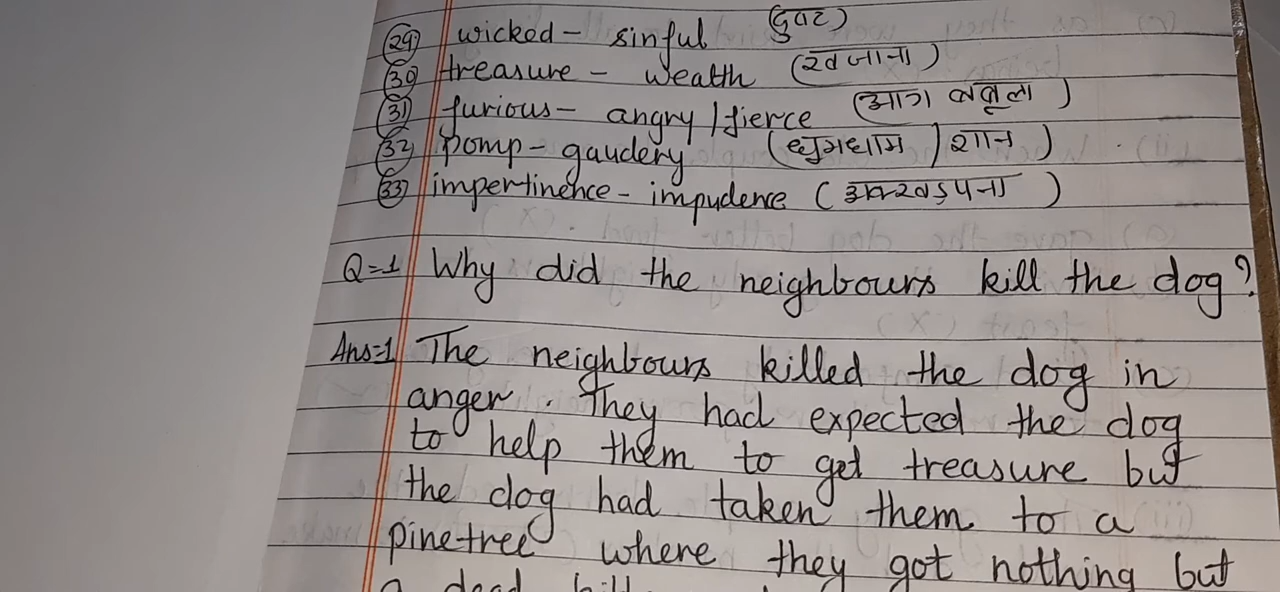 29 wicked - sinful (दुष्ट)
30 treasure - wealth (खजाना)
31 furious - angry / fierce (आग बबूला)
32 pomp - gaudery (धुमधाम / शान)
33 impertinence - impudence (अक्खड़पना)
Q=1 Why did the neighbours kill the dog?
Ans=1 The neighbours killed the dog in
anger. They had expected the dog
to help them to get treasure but
the dog had taken them to a
pinetree where they got nothing but
a dead